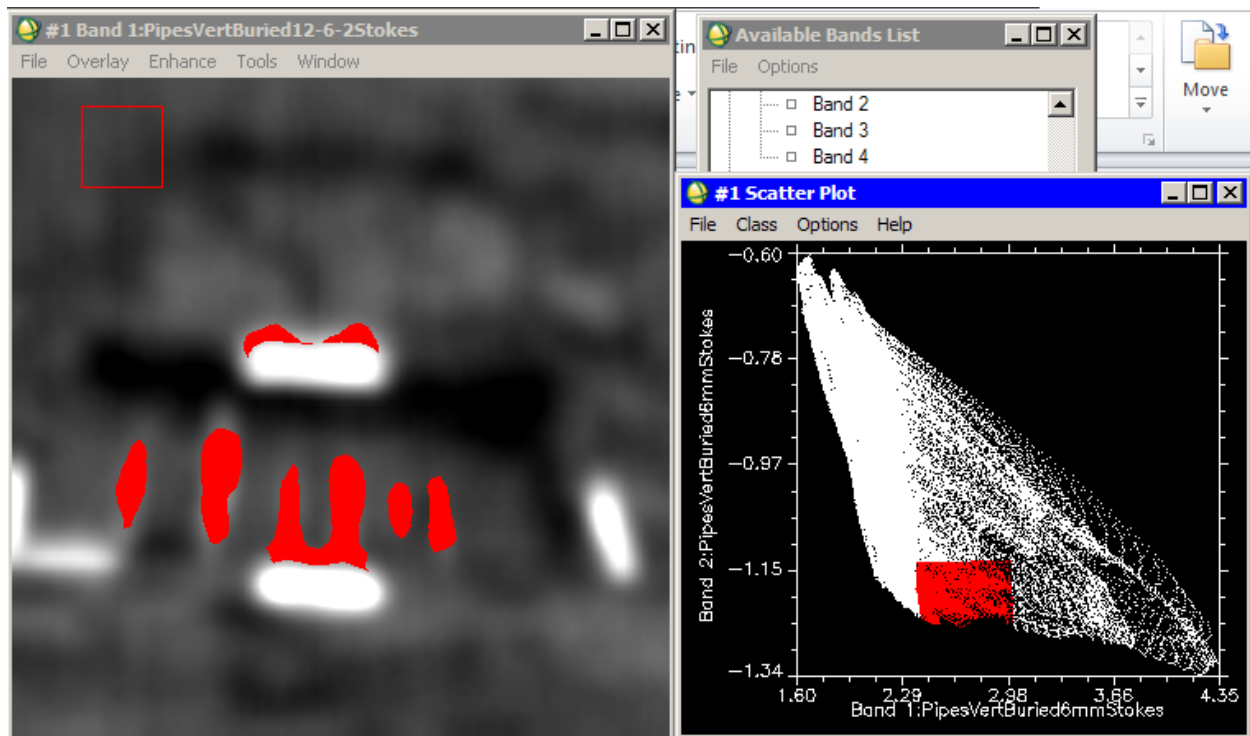 #1 Band 1:PipesVertBuried12-6-2Stokes
File Overlay Enhance Tools Window
Available Bands List
File Options
Band 2
Band 3
Band 4
Move
#1 Scatter Plot
File Class Options Help
Band 2:PipesVertBuried6mmStokes
-0.60
-0.78
-0.97
-1.15
-1.34
1.60 2.29 2.98 3.66 4.35
Band 1:PipesVertBuried6mmStokes